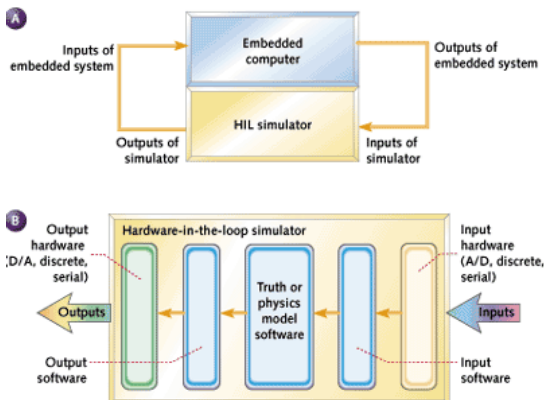 A
Inputs of
embedded system
Embedded
computer
Outputs of
embedded system
HIL simulator
Outputs of
simulator
Inputs of
simulator
B
Output
hardware
(D/A, discrete,
serial)
Hardware-in-the-loop simulator
Input
hardware
(A/D, discrete,
serial)
Truth or
physics
model
software
Outputs
Inputs
Output
software
Input
software